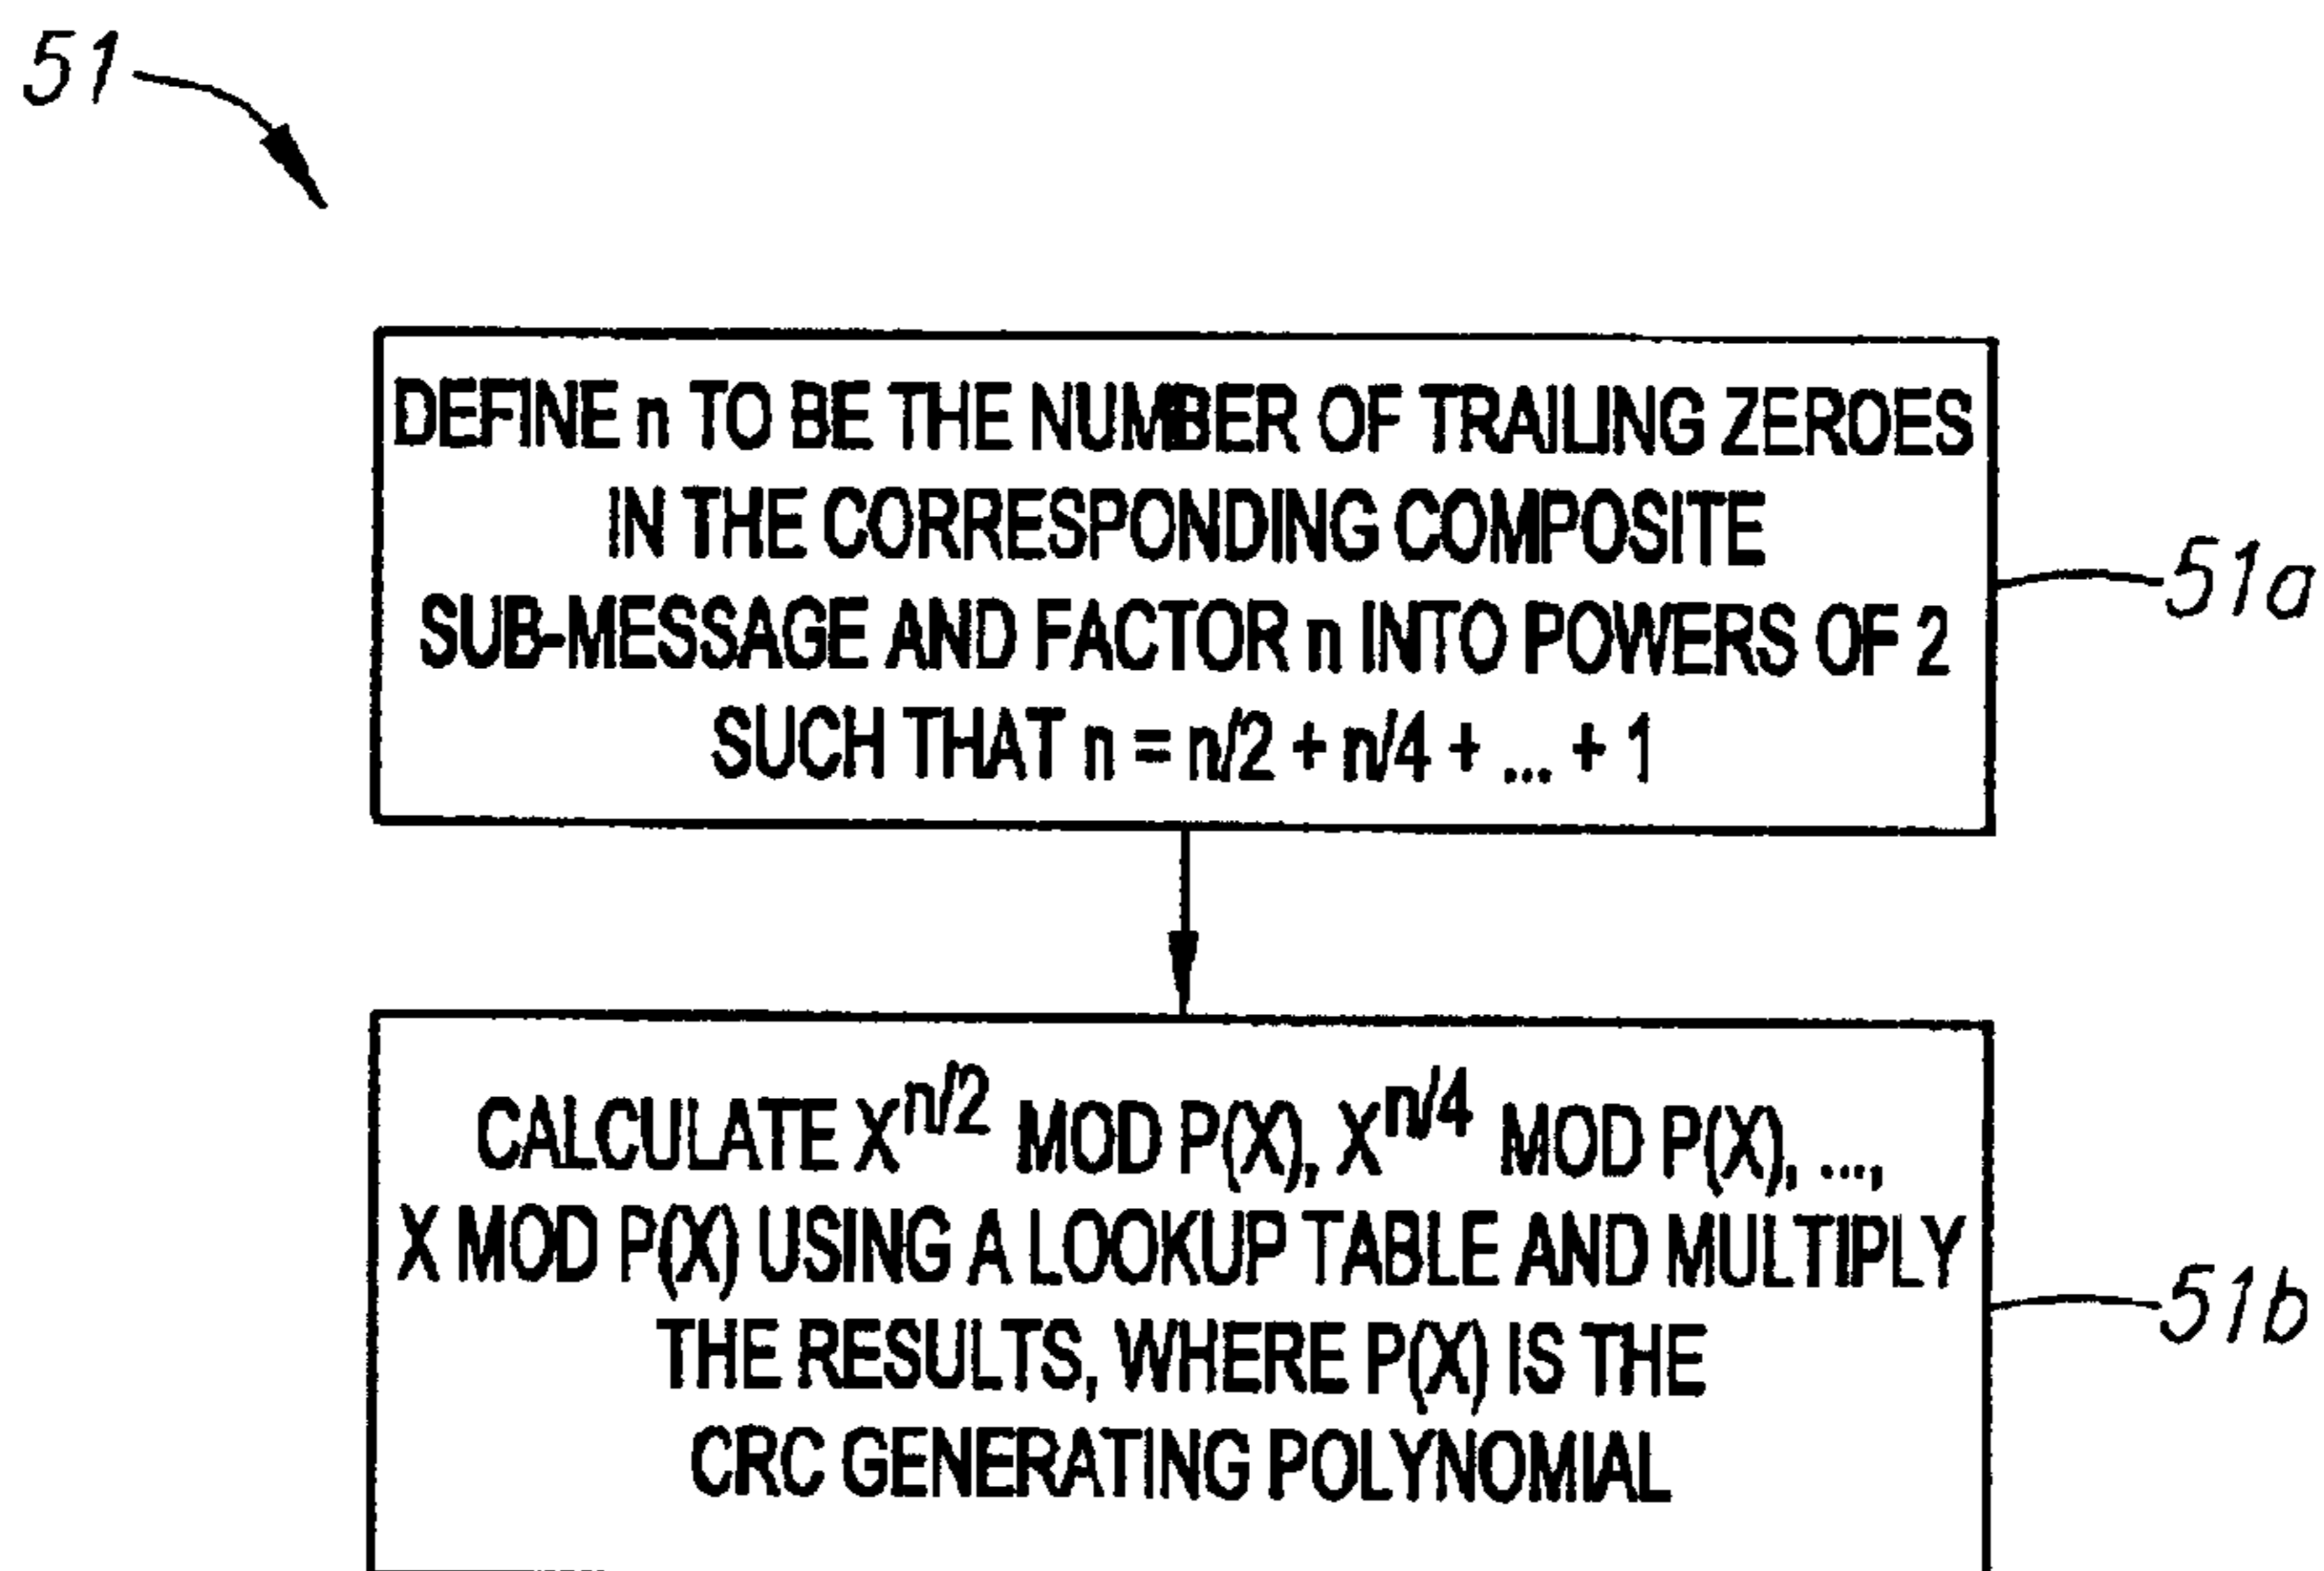 51
DEFINE n TO BE THE NUMBER OF TRAILING ZEROES
IN THE CORRESPONDING COMPOSITE
SUB-MESSAGE AND FACTOR n INTO POWERS OF 2
SUCH THAT n = n/2 + n/4 + ... + 1
51a
CALCULATE X^n/2 MOD P(X), X^n/4 MOD P(X), ...,
X MOD P(X) USING A LOOKUP TABLE AND MULTIPLY
THE RESULTS, WHERE P(X) IS THE
CRC GENERATING POLYNOMIAL
51b